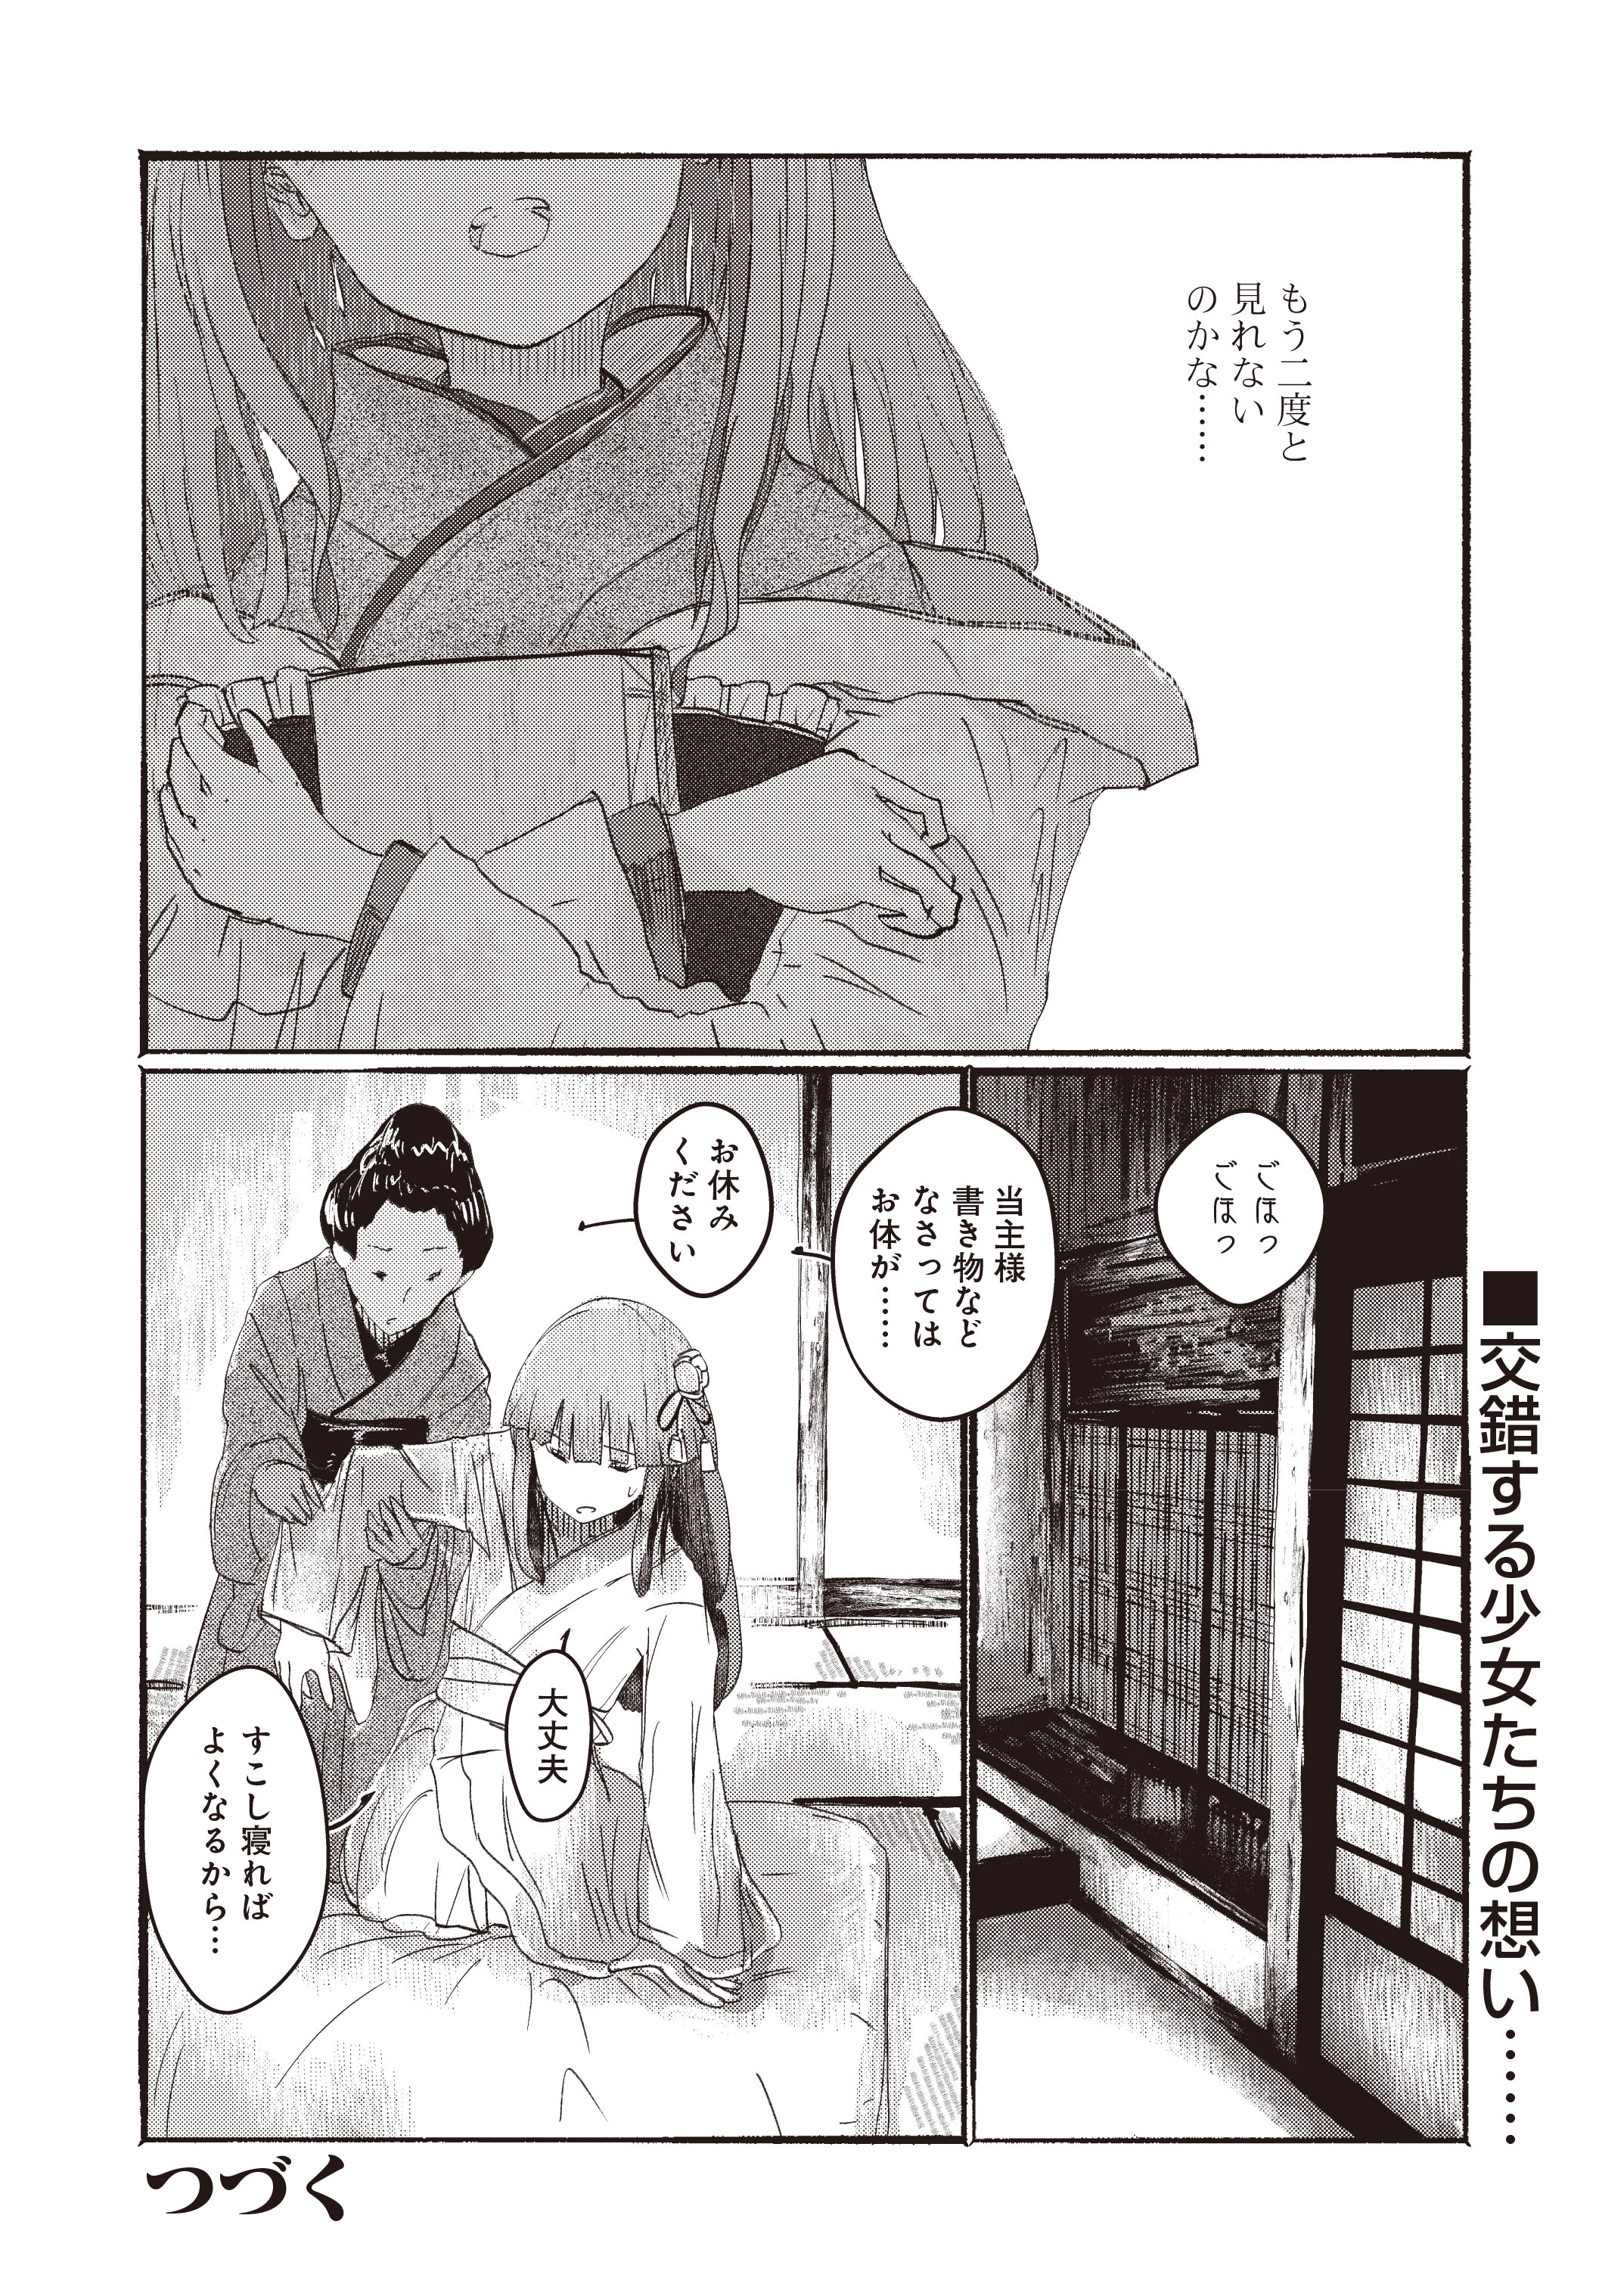 もう二度と
見れない
のかな……
ごほっ
ごほっ
当主様
書き物など
なさっては
お体が……
お休み
ください
大丈夫
すこし寝れば
よくなるから…
■交錯する少女たちの想い……
つづく